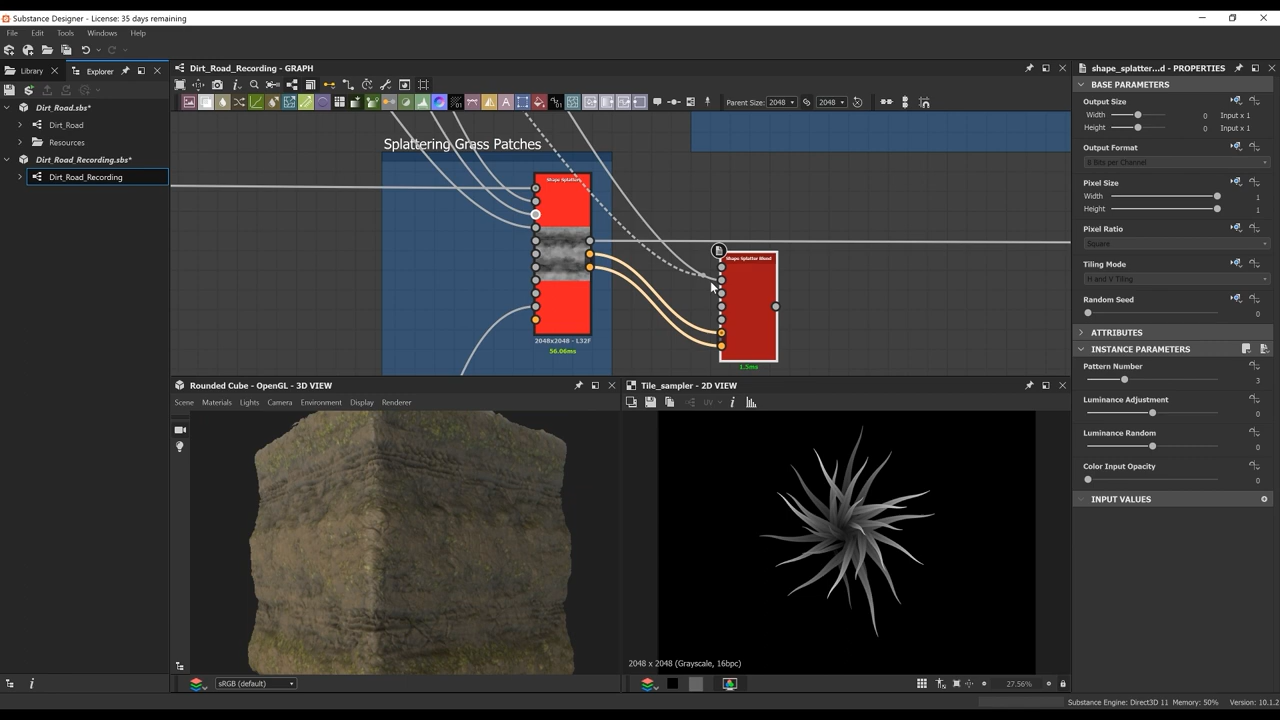 Substance Designer - License: 35 days remaining
File Edit Tools Windows Help
Library Explorer
Dirt_Road.sbs*
Dirt_Road
Resources
Dirt_Road_Recording.sbs*
Dirt_Road_Recording
Dirt_Road_Recording - GRAPH
Parent Size: 2048 2048
Splattering Grass Patches
Shape Splatter
2048x2048 - L32F
56.06ms
Shape Splatter Blend
1.5ms
Rounded Cube - OpenGL - 3D VIEW
Scene Materials Lights Camera Environment Display Renderer
sRGB (default)
Tile_sampler - 2D VIEW
UV
2048 x 2048 (Grayscale, 16bpc)
27.56%
shape_splatter...d - PROPERTIES
BASE PARAMETERS
Output Size
Width 0 Input x 1
Height 0 Input x 1
Output Format
8 Bits per Channel
Pixel Size
Width 1
Height 1
Pixel Ratio
Square
Tiling Mode
H and V Tiling
Random Seed
0
ATTRIBUTES
INSTANCE PARAMETERS
Pattern Number
3
Luminance Adjustment
0
Luminance Random
0
Color Input Opacity
0
INPUT VALUES
Substance Engine: Direct3D 11 Memory: 50% Version: 10.1.2